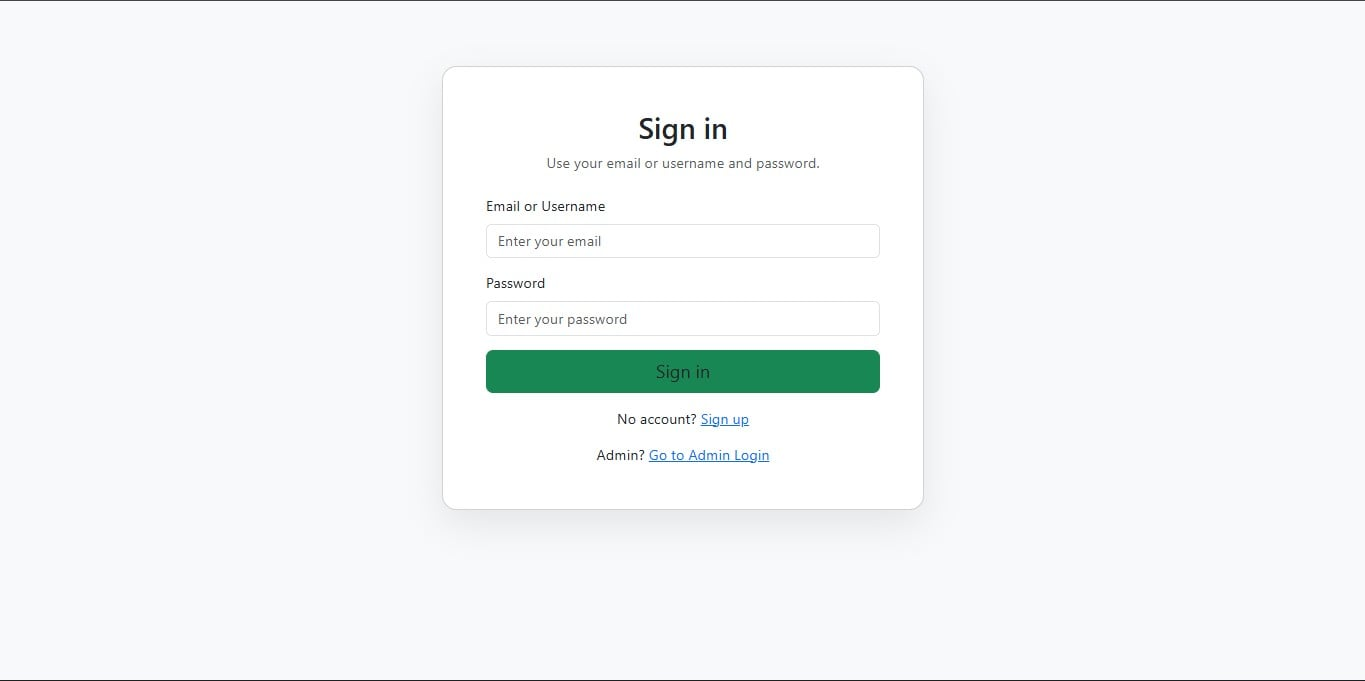 Sign in
Use your email or username and password.
Email or Username
Enter your email
Password
Enter your password
Sign in
No account? Sign up
Admin? Go to Admin Login